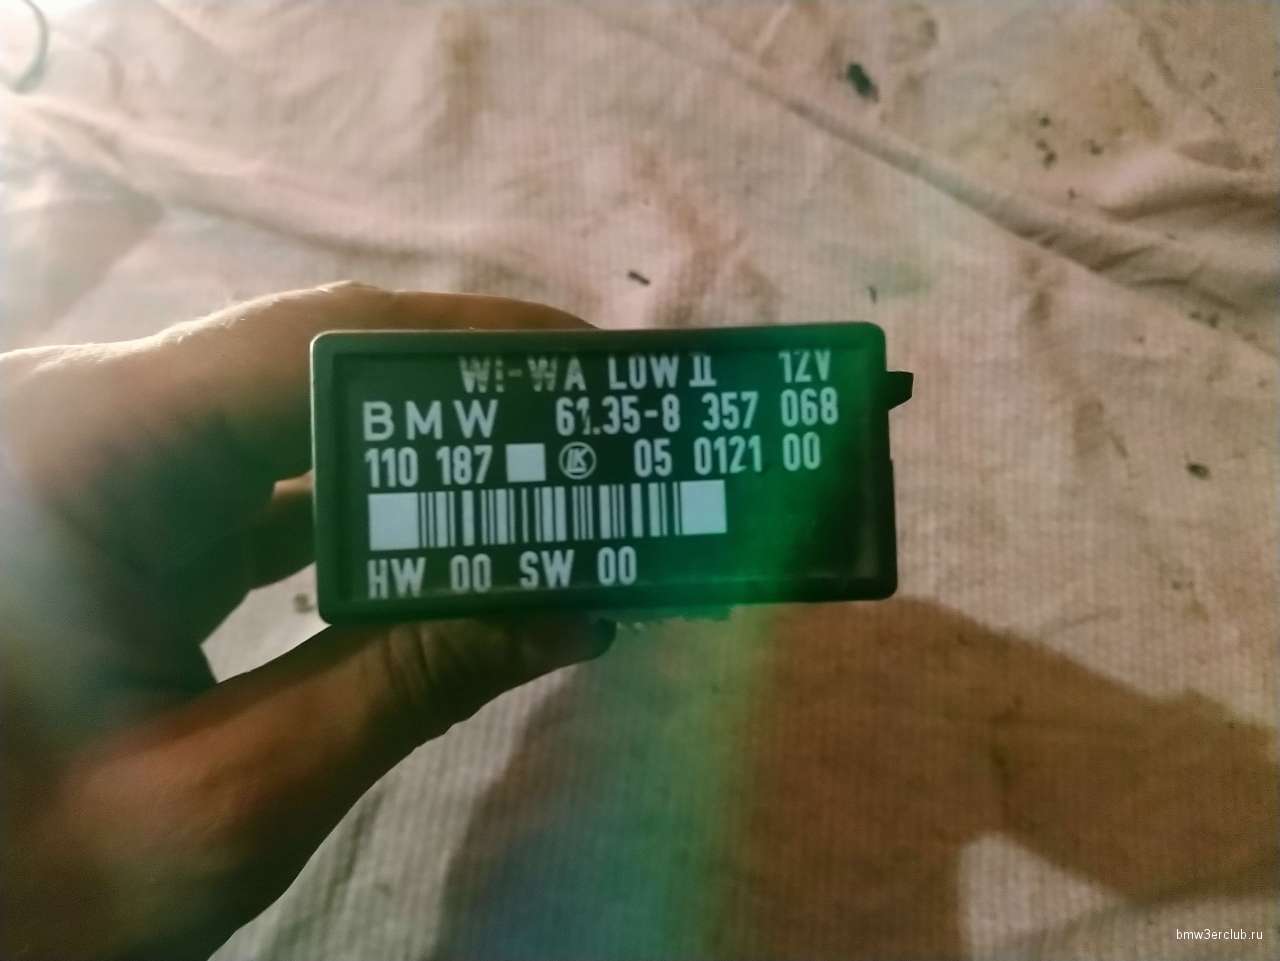 WI-WA LOW II 12V
BMW 61.35-8 357 068
110 187 LK 05 0121 00
HW 00 SW 00
bmw3erclub.ru